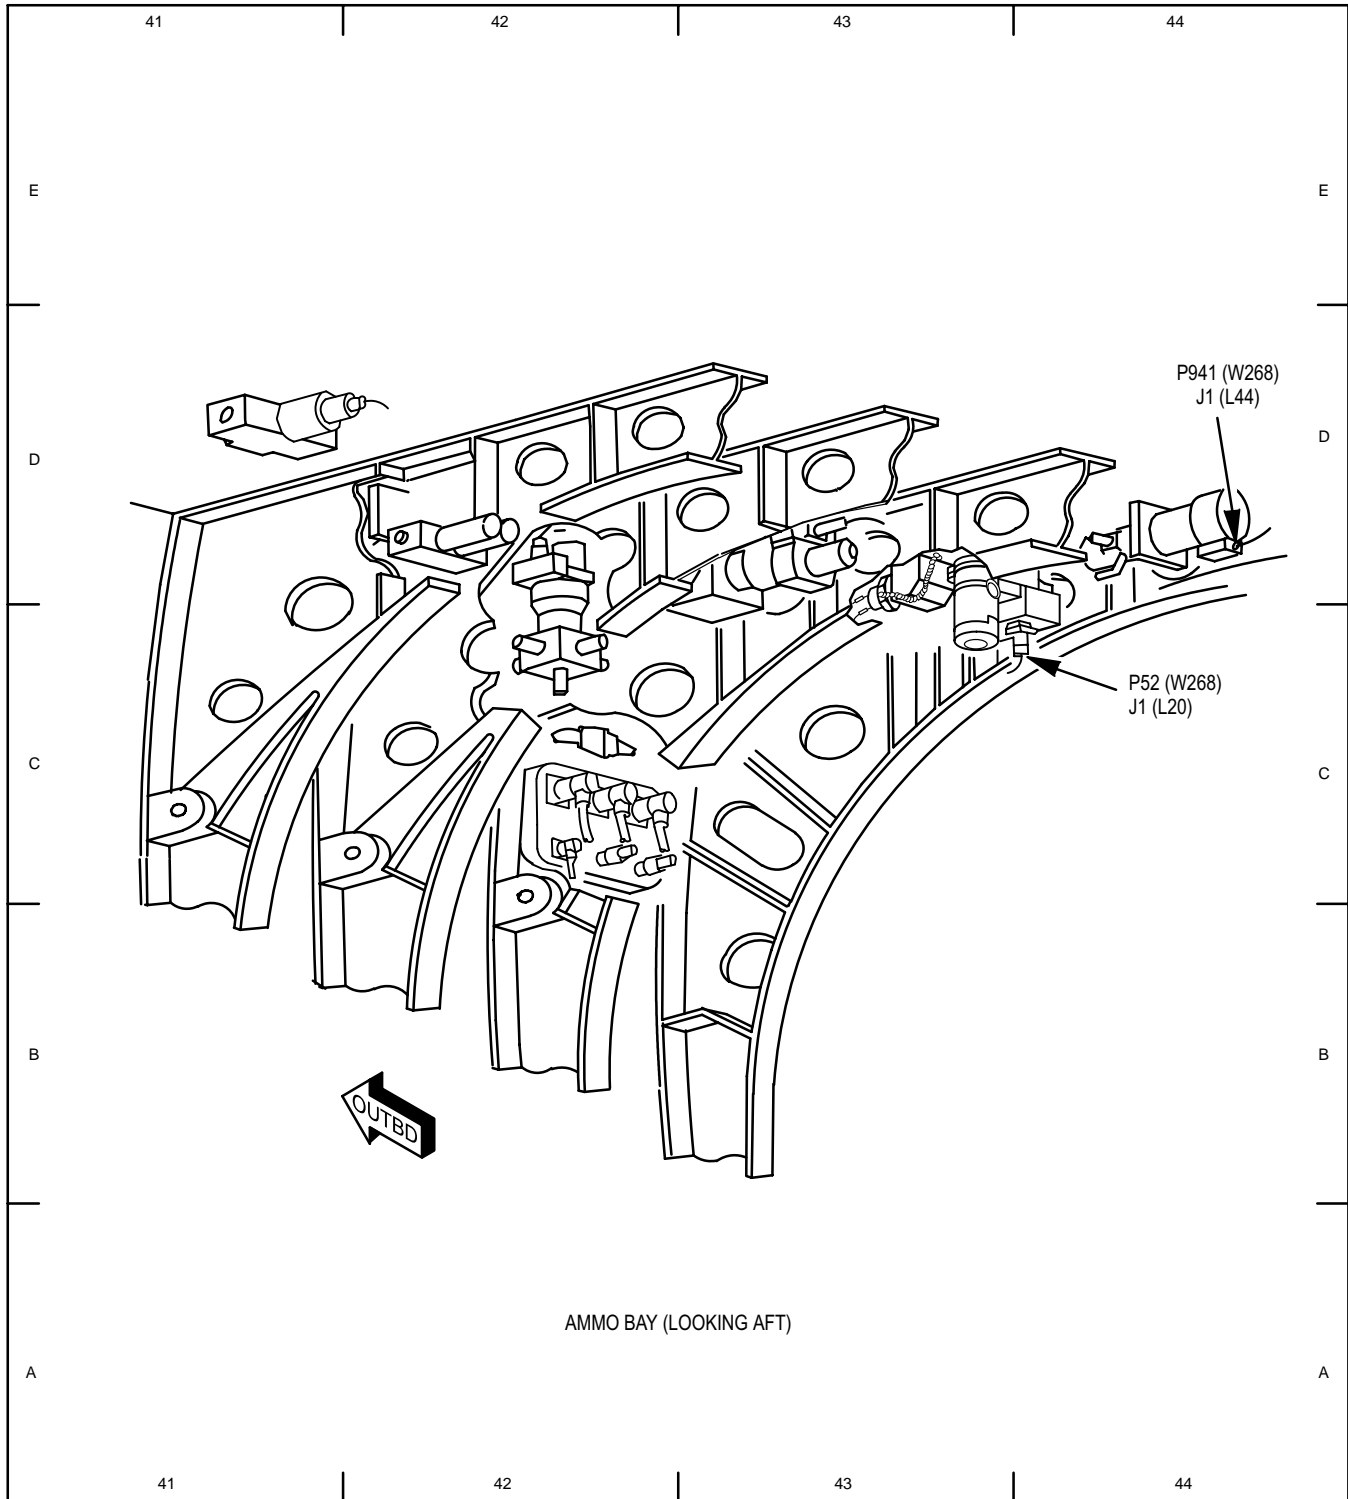 41 42 43 44
E E
P941 (W268)
J1 (L44)
D D
P52 (W268)
J1 (L20)
C C
B B
OUTBD
AMMO BAY (LOOKING AFT)
A A
41 42 43 44